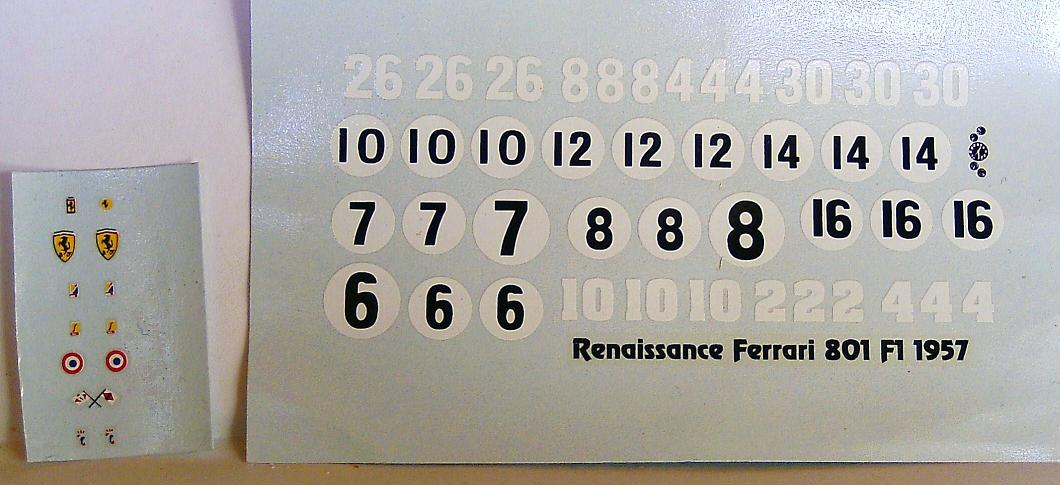 26 26 26 8 8 8 4 4 4 30 30 30
10 10 10 12 12 12 14 14 14
7 7 7 8 8 8 16 16 16
6 6 6 10 10 10 2 2 2 4 4 4
Renaissance Ferrari 801 F1 1957